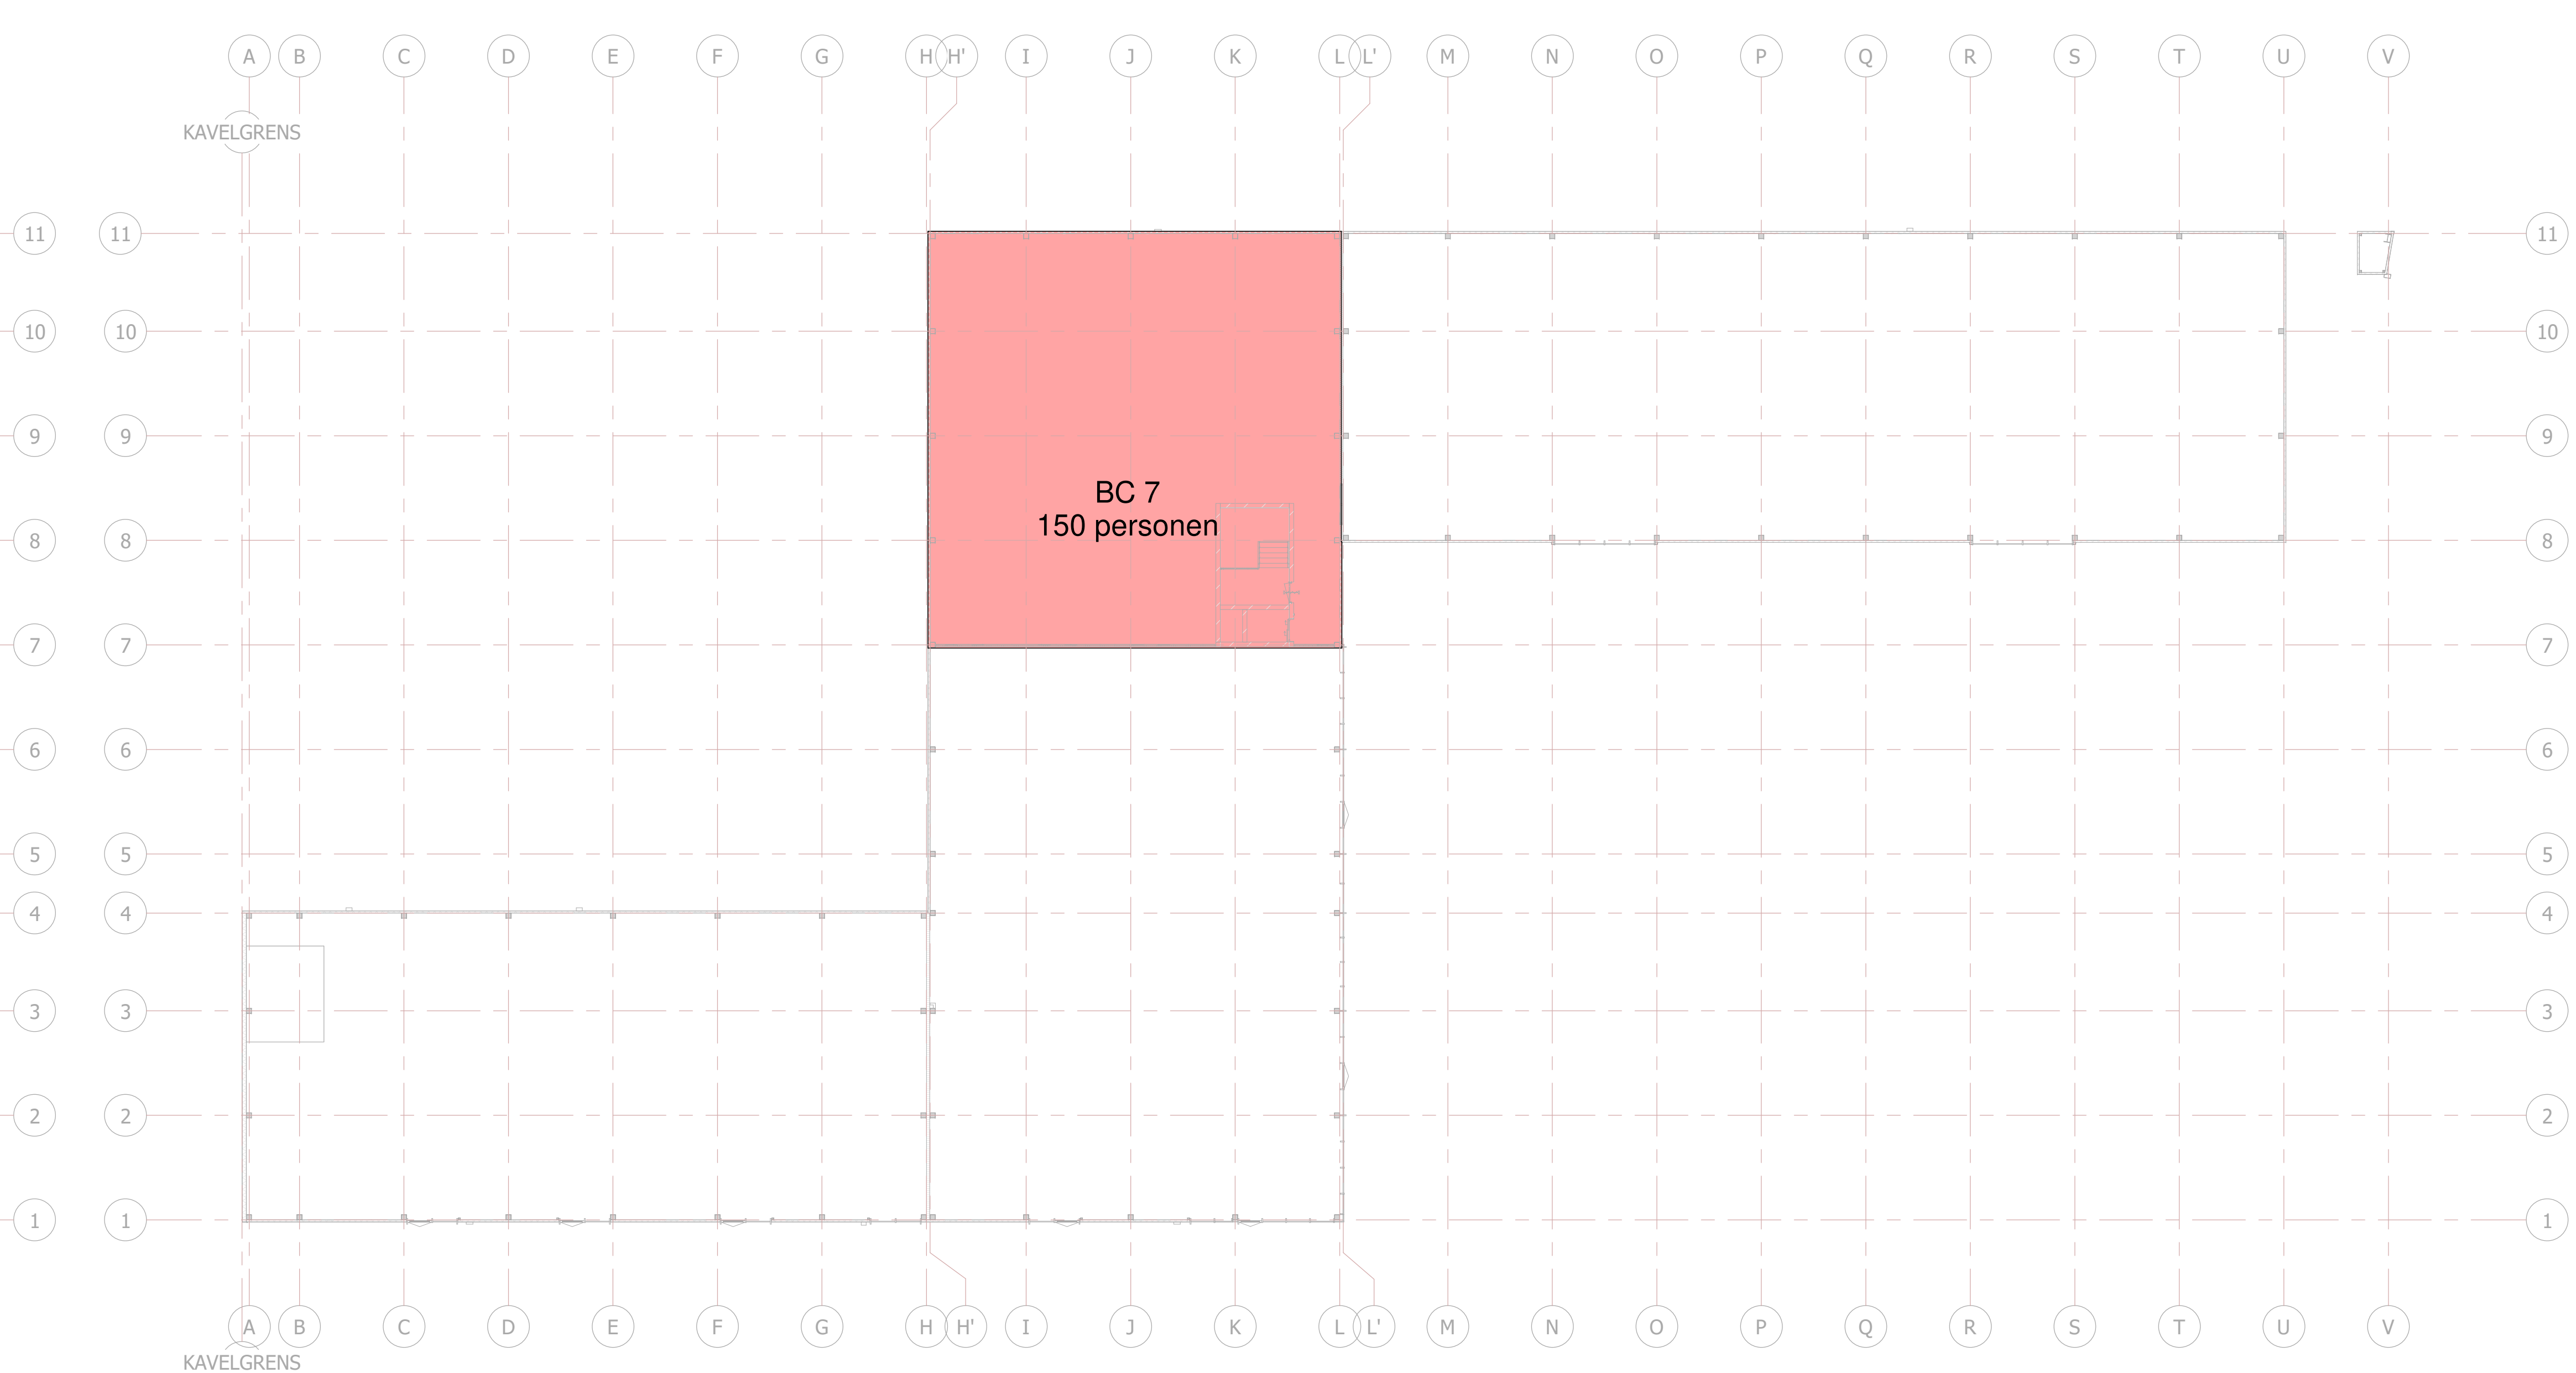 A B C D E F G H H' I J K L L' M N O P Q R S T U V
KAVELGRENS
11 11 11
10 10 10
9 9 9
BC 7
150 personen
8 8 8
7 7 7
6 6 6
5 5 5
4 4 4
3 3 3
2 2 2
1 1 1
A B C D E F G H H' I J K L L' M N O P Q R S T U V
KAVELGRENS